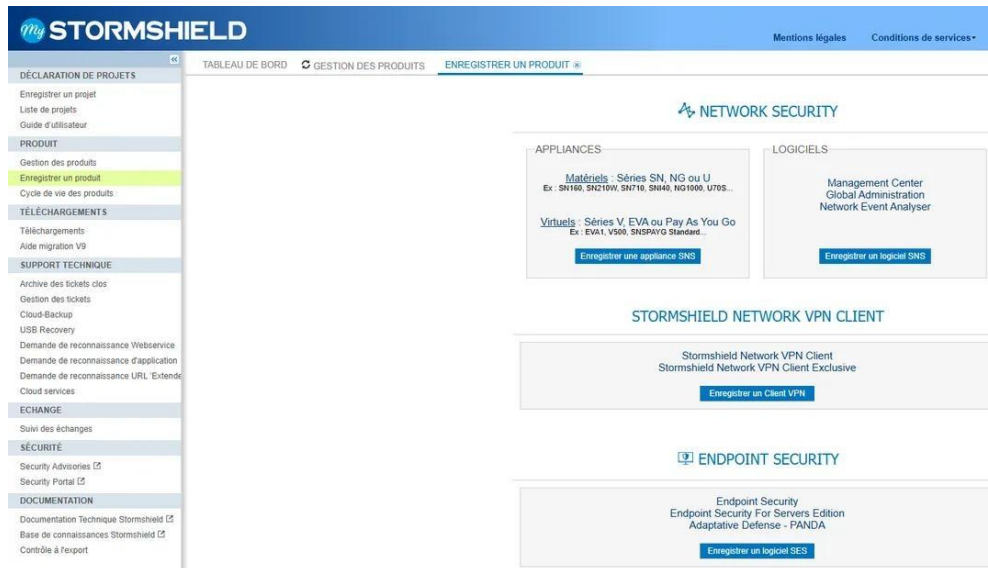 My STORMSHIELD
Mentions légales
Conditions de services
DÉCLARATION DE PROJETS
Enregistrer un projet
Liste de projets
Guide d'utilisateur
PRODUIT
Gestion des produits
Enregistrer un produit
Cycle de vie des produits
TÉLÉCHARGEMENTS
Téléchargements
Aide migration V9
SUPPORT TECHNIQUE
Archive des tickets clos
Gestion des tickets
Cloud-Backup
USB Recovery
Demande de reconnaissance Webservice
Demande de reconnaissance d'application
Demande de reconnaissance URL 'Extende
Cloud services
ECHANGE
Suivi des échanges
SÉCURITÉ
Security Advisories
Security Portal
DOCUMENTATION
Documentation Technique Stormshield
Base de connaissances Stormshield
Contrôle à l'export
TABLEAU DE BORD
GESTION DES PRODUITS
ENREGISTRER UN PRODUIT
NETWORK SECURITY
APPLIANCES
Matériels : Séries SN, NG ou U
Ex : SN160, SN210W, SN710, SNI40, NG1000, U70S...
Virtuels : Séries V, EVA ou Pay As You Go
Ex : EVA1, V500, SNSPAYG Standard...
Enregistrer une appliance SNS
LOGICIELS
Management Center
Global Administration
Network Event Analyser
Enregistrer un logiciel SNS
STORMSHIELD NETWORK VPN CLIENT
Stormshield Network VPN Client
Stormshield Network VPN Client Exclusive
Enregistrer un Client VPN
ENDPOINT SECURITY
Endpoint Security
Endpoint Security For Servers Edition
Adaptative Defense - PANDA
Enregistrer un logiciel SES